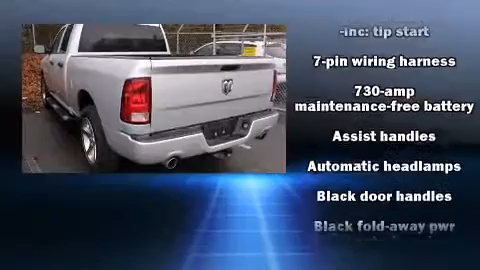 -inc: tip start
7-pin wiring harness
730-amp
maintenance-free battery
Assist handles
Automatic headlamps
Black door handles
Black fold-away pwr